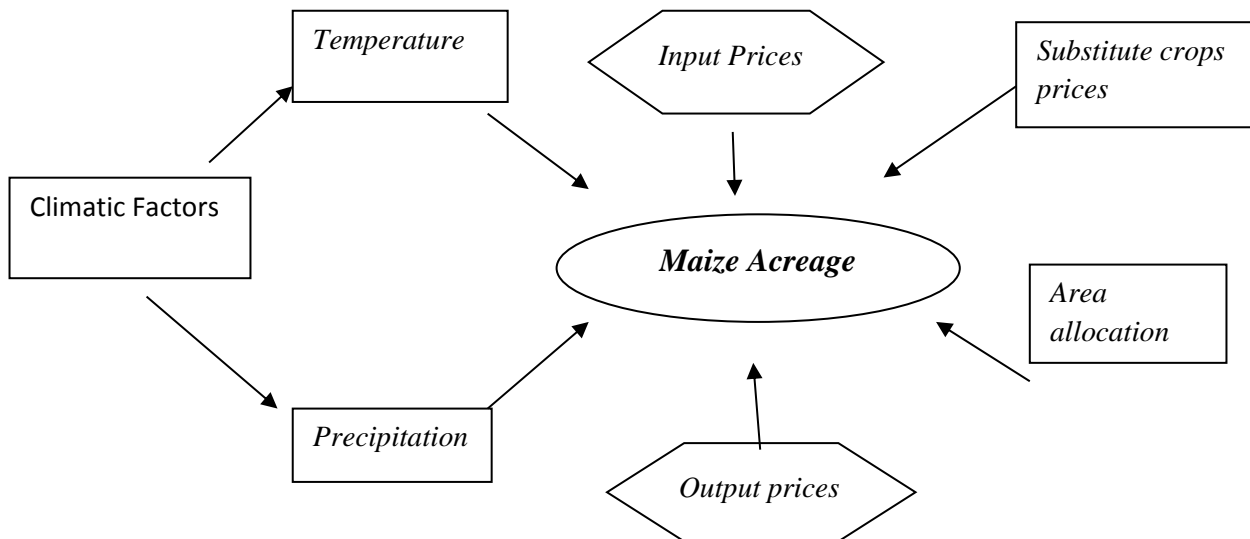 Temperature
Input Prices
Substitute crops
prices
Climatic Factors
Maize Acreage
Area
allocation
Precipitation
Output prices